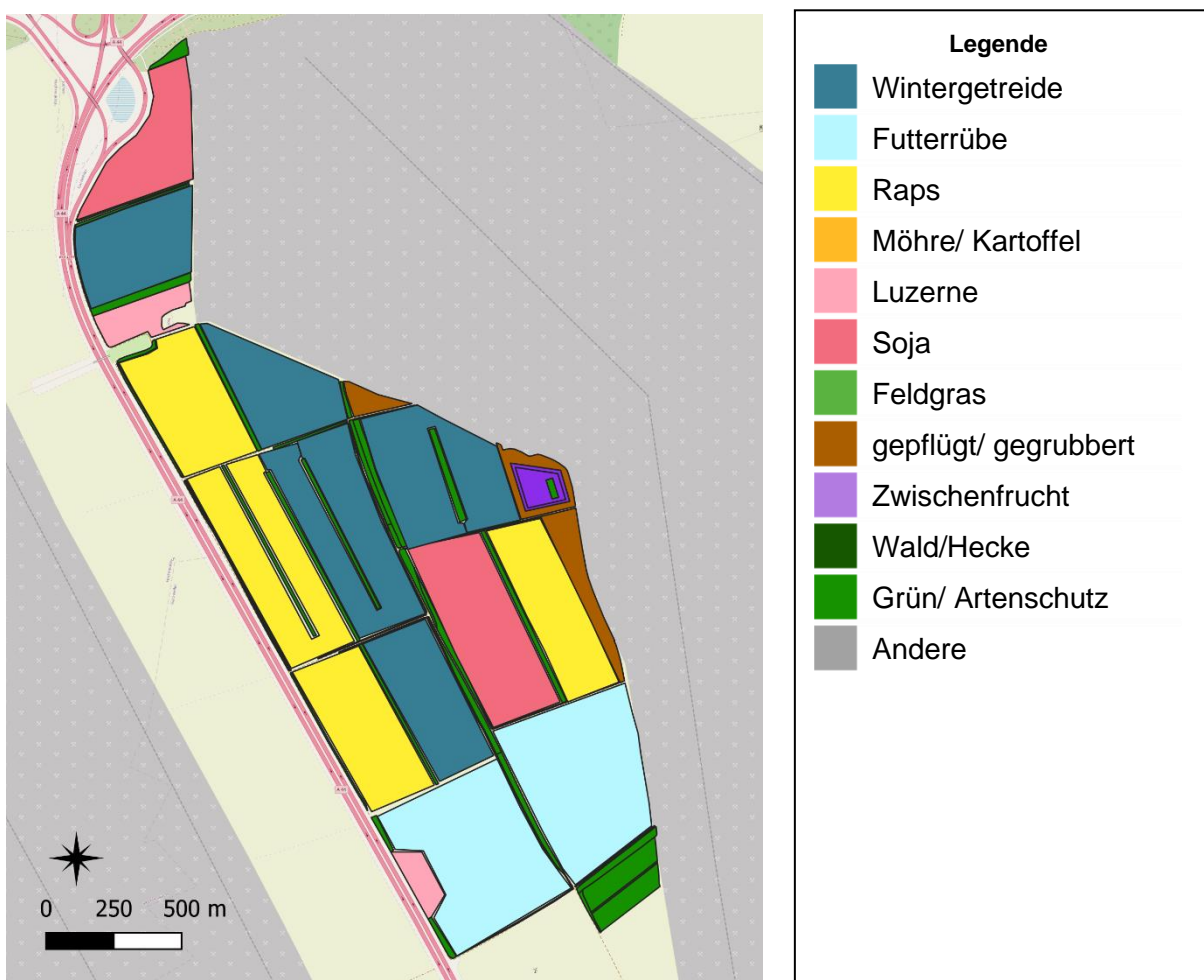 Legende
Wintergetreide
Futterrübe
Raps
Möhre/ Kartoffel
Luzerne
Soja
Feldgras
gepflügt/ gegrubbert
Zwischenfrucht
Wald/Hecke
Grün/ Artenschutz
Andere
A 44
0 250 500 m